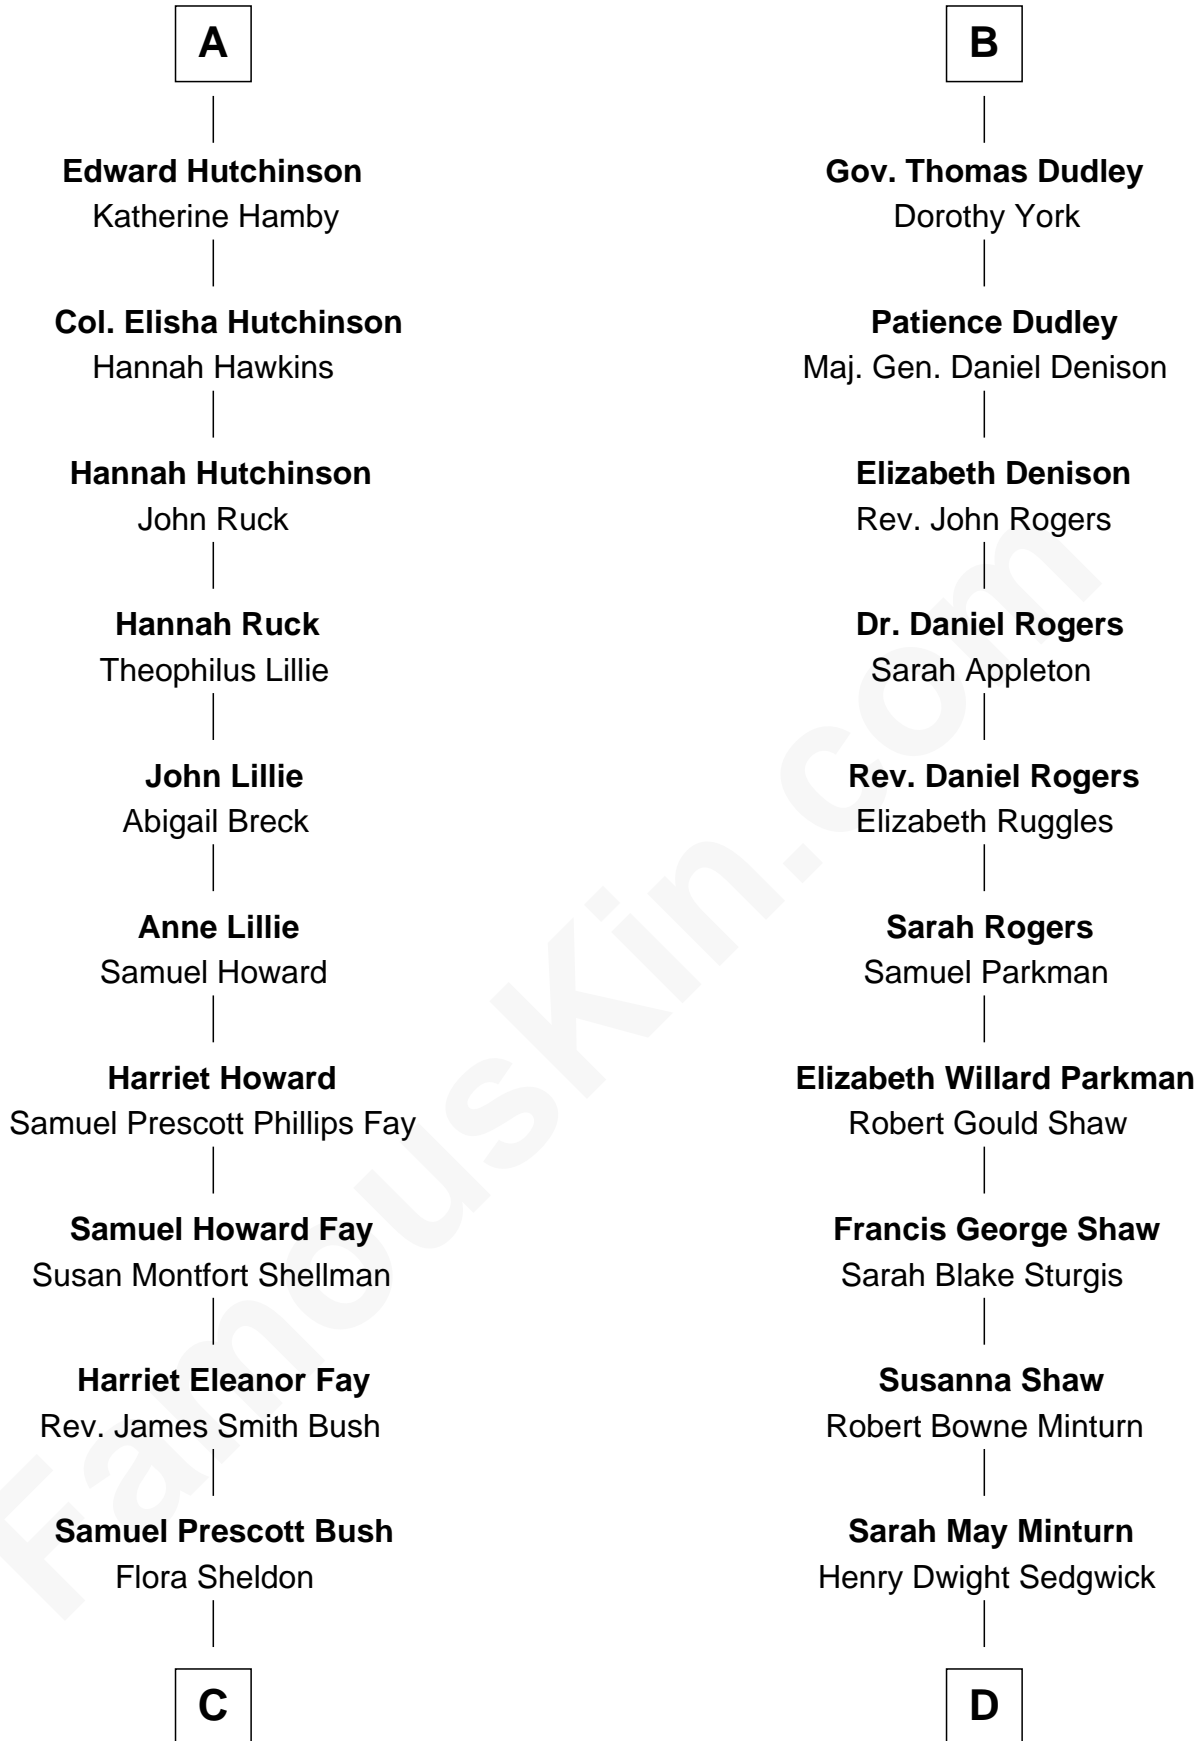 A
Edward Hutchinson
Katherine Hamby
Col. Elisha Hutchinson
Hannah Hawkins
Hannah Hutchinson
John Ruck
Hannah Ruck
Theophilus Lillie
John Lillie
Abigail Breck
Anne Lillie
Samuel Howard
Harriet Howard
Samuel Prescott Phillips Fay
Samuel Howard Fay
Susan Montfort Shellman
Harriet Eleanor Fay
Rev. James Smith Bush
Samuel Prescott Bush
Flora Sheldon
C
B
Gov. Thomas Dudley
Dorothy York
Patience Dudley
Maj. Gen. Daniel Denison
Elizabeth Denison
Rev. John Rogers
Dr. Daniel Rogers
Sarah Appleton
Rev. Daniel Rogers
Elizabeth Ruggles
Sarah Rogers
Samuel Parkman
Elizabeth Willard Parkman
Robert Gould Shaw
Francis George Shaw
Sarah Blake Sturgis
Susanna Shaw
Robert Bowne Minturn
Sarah May Minturn
Henry Dwight Sedgwick
D
FamousKin.com